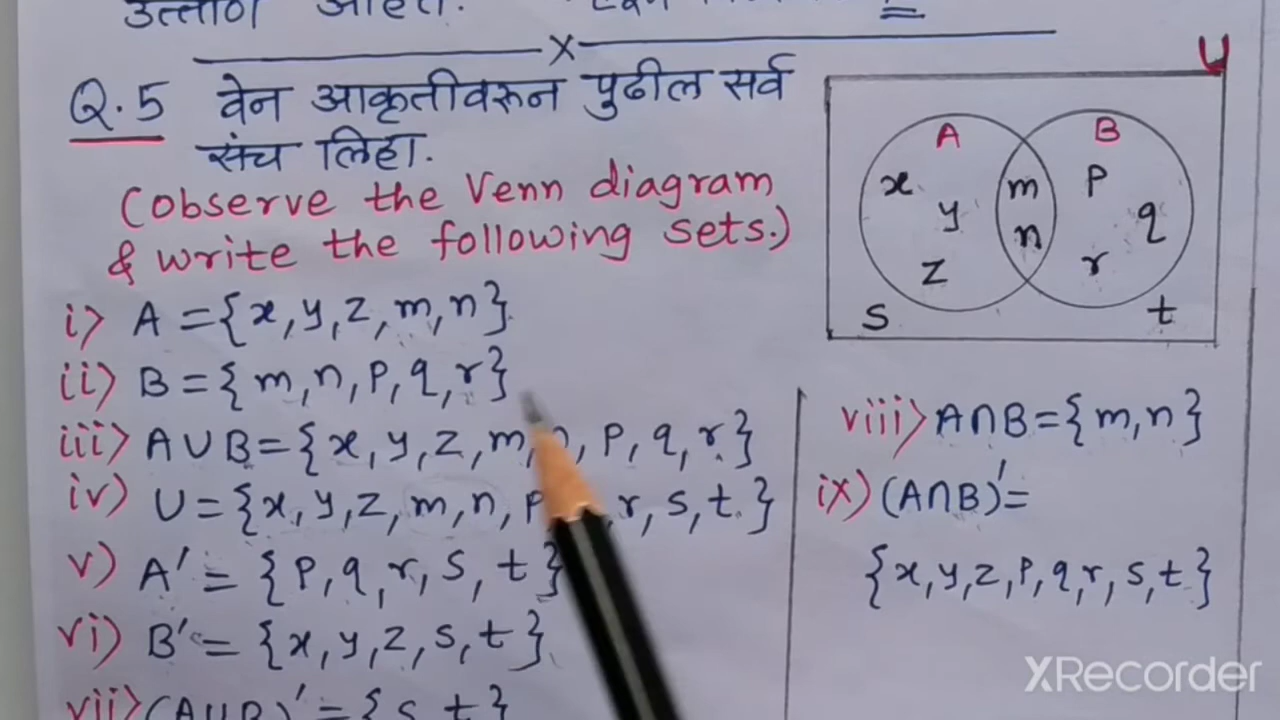 उत्तीर्ण आहेत.
X
Q.5 वेन आकृतीवरून पुढील सर्व
संच लिहा.
(observe the Venn diagram
& write the following sets.)
i) A = {x, y, z, m, n}
ii) B = {m, n, p, q, r}
iii) A ∪ B = {x, y, z, m, n, p, q, r}
iv) U = {x, y, z, m, n, p, r, s, t}
v) A' = {p, q, r, s, t}
vi) B' = {x, y, z, s, t}
vii) (A ∪ B)' = {s, t}
U
A B
x m p
y n q
z r
s t
viii) A ∩ B = {m, n}
ix) (A ∩ B)' =
{x, y, z, p, q, r, s, t}
XRecorder